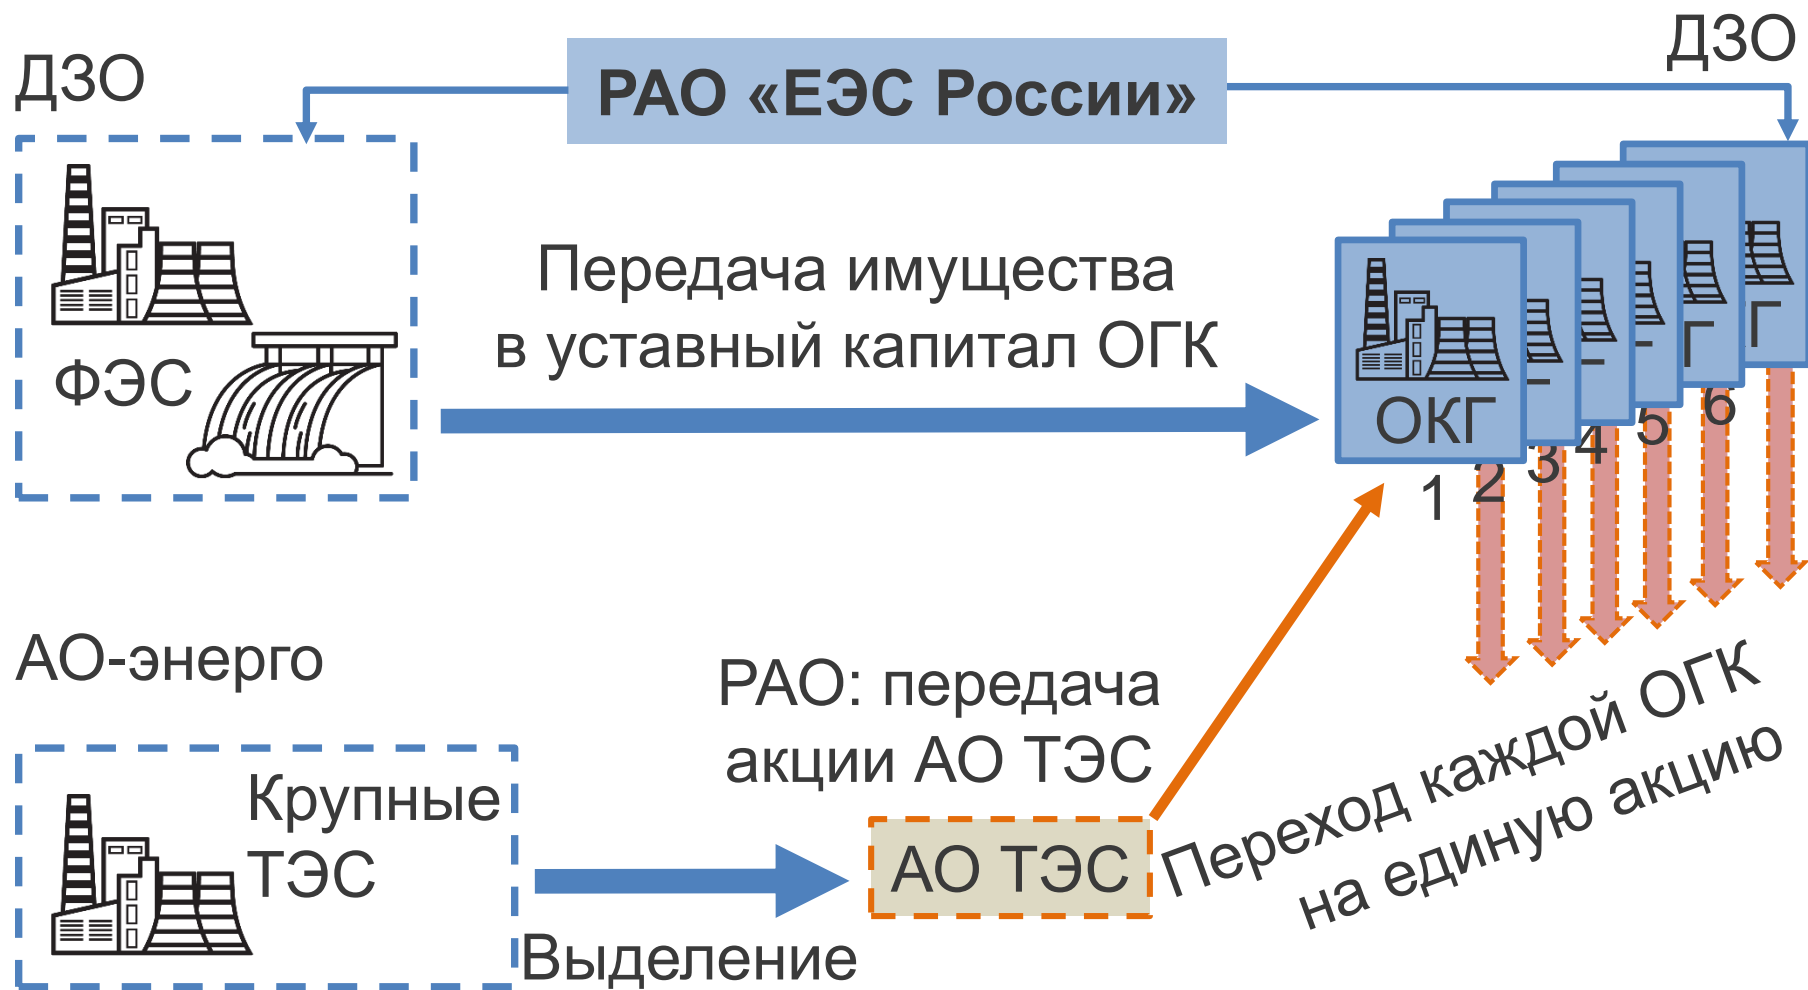 ДЗО
РАО «ЕЭС России»
ДЗО
ФЭС
Передача имущества
в уставный капитал ОГК
ОКГ
1
2
3
4
5
6
Г
Г
АО-энерго
Крупные
ТЭС
Выделение
РАО: передача
акции АО ТЭС
АО ТЭС
Переход каждой ОГК
на единую акцию